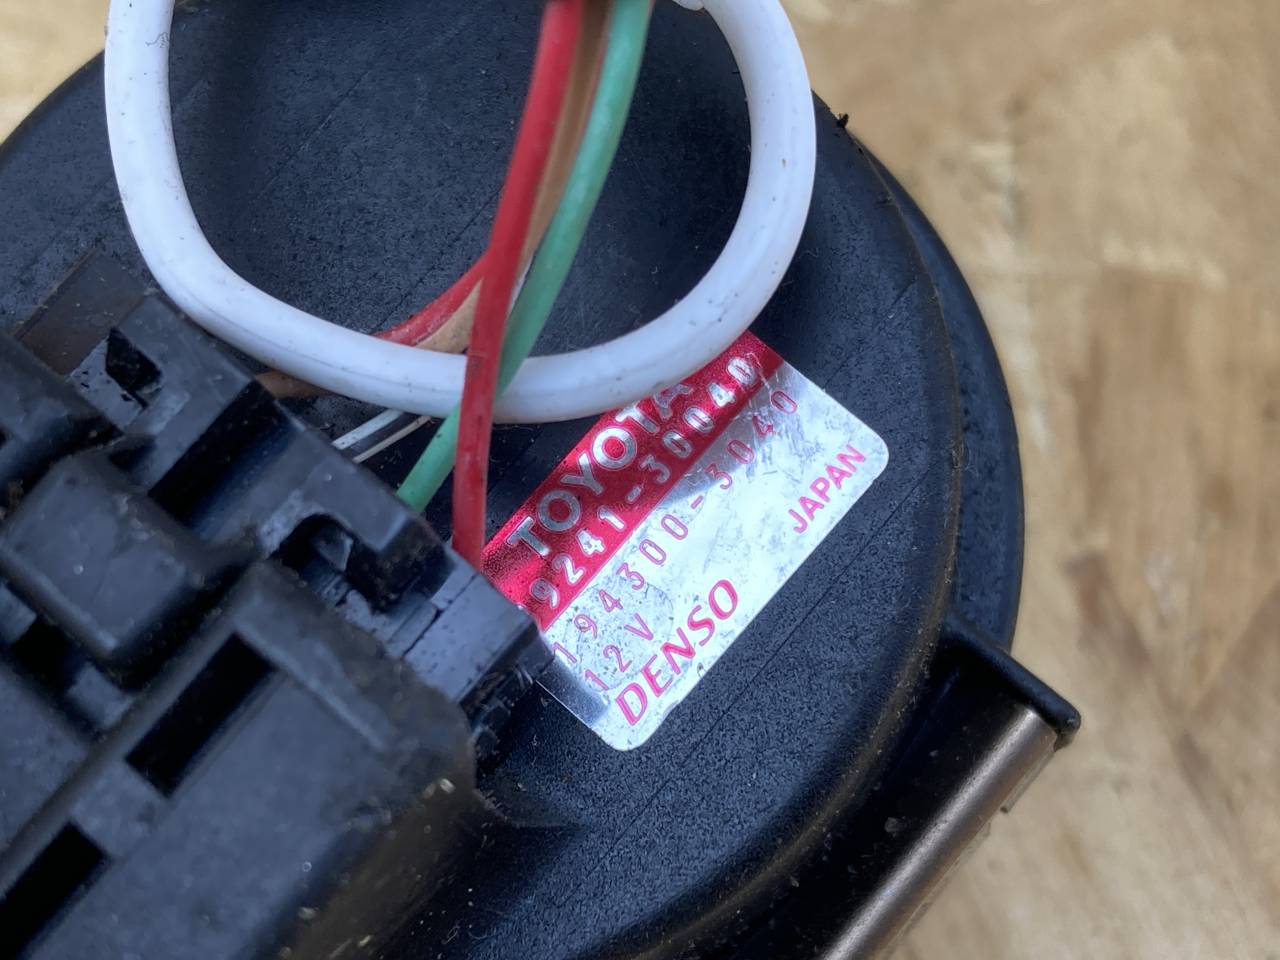 TOYOTA
89241-30040
194300-3040
12V
DENSO JAPAN